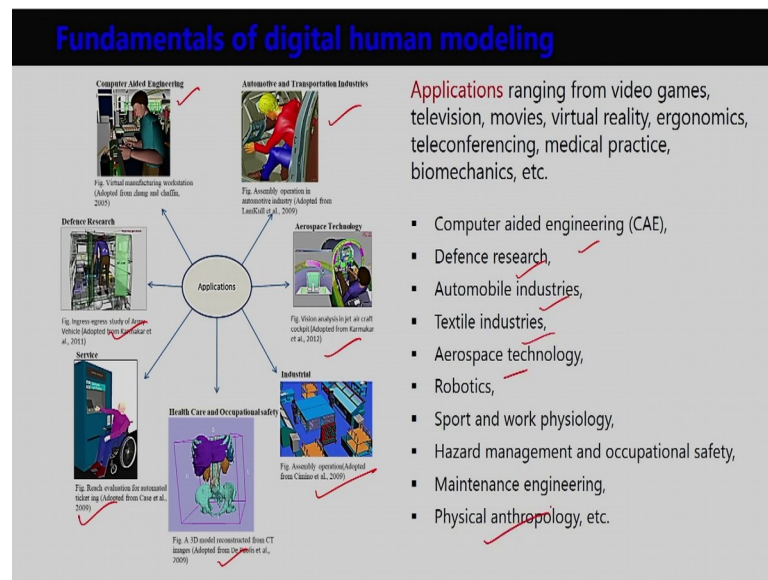 Fundamentals of digital human modeling
Computer Aided Engineering
Fig. Virtual manufacturing workstation
(Adopted from zhang and chaffin,
2005)
Automotive and Transportation Industries
Fig. Assembly operation in
automotive industry (Adopted from
et al., 2009)
Defence Research
Fig. Ingress-egress study of Army
Vehicle (Adopted from Karmakar et
al., 2011)
Aerospace Technology
Fig. Vision analysis in jet air craft
cockpit(Adopted from Karmakar
et al., 2012)
Applications
Service
Fig. Reach evaluation for automated
ticketing (Adopted from Case et al.,
2009)
Health Care and Occupational safety
Fig. A 3D model reconstructed from CT
images (Adopted from De et al.,
2009)
Industrial
Fig. Assembly operation(Adopted
from Cimino et al., 2009)
Applications ranging from video games,
television, movies, virtual reality, ergonomics,
teleconferencing, medical practice,
biomechanics, etc.
▪ Computer aided engineering (CAE),
▪ Defence research,
▪ Automobile industries,
▪ Textile industries,
▪ Aerospace technology,
▪ Robotics,
▪ Sport and work physiology,
▪ Hazard management and occupational safety,
▪ Maintenance engineering,
▪ Physical anthropology, etc.